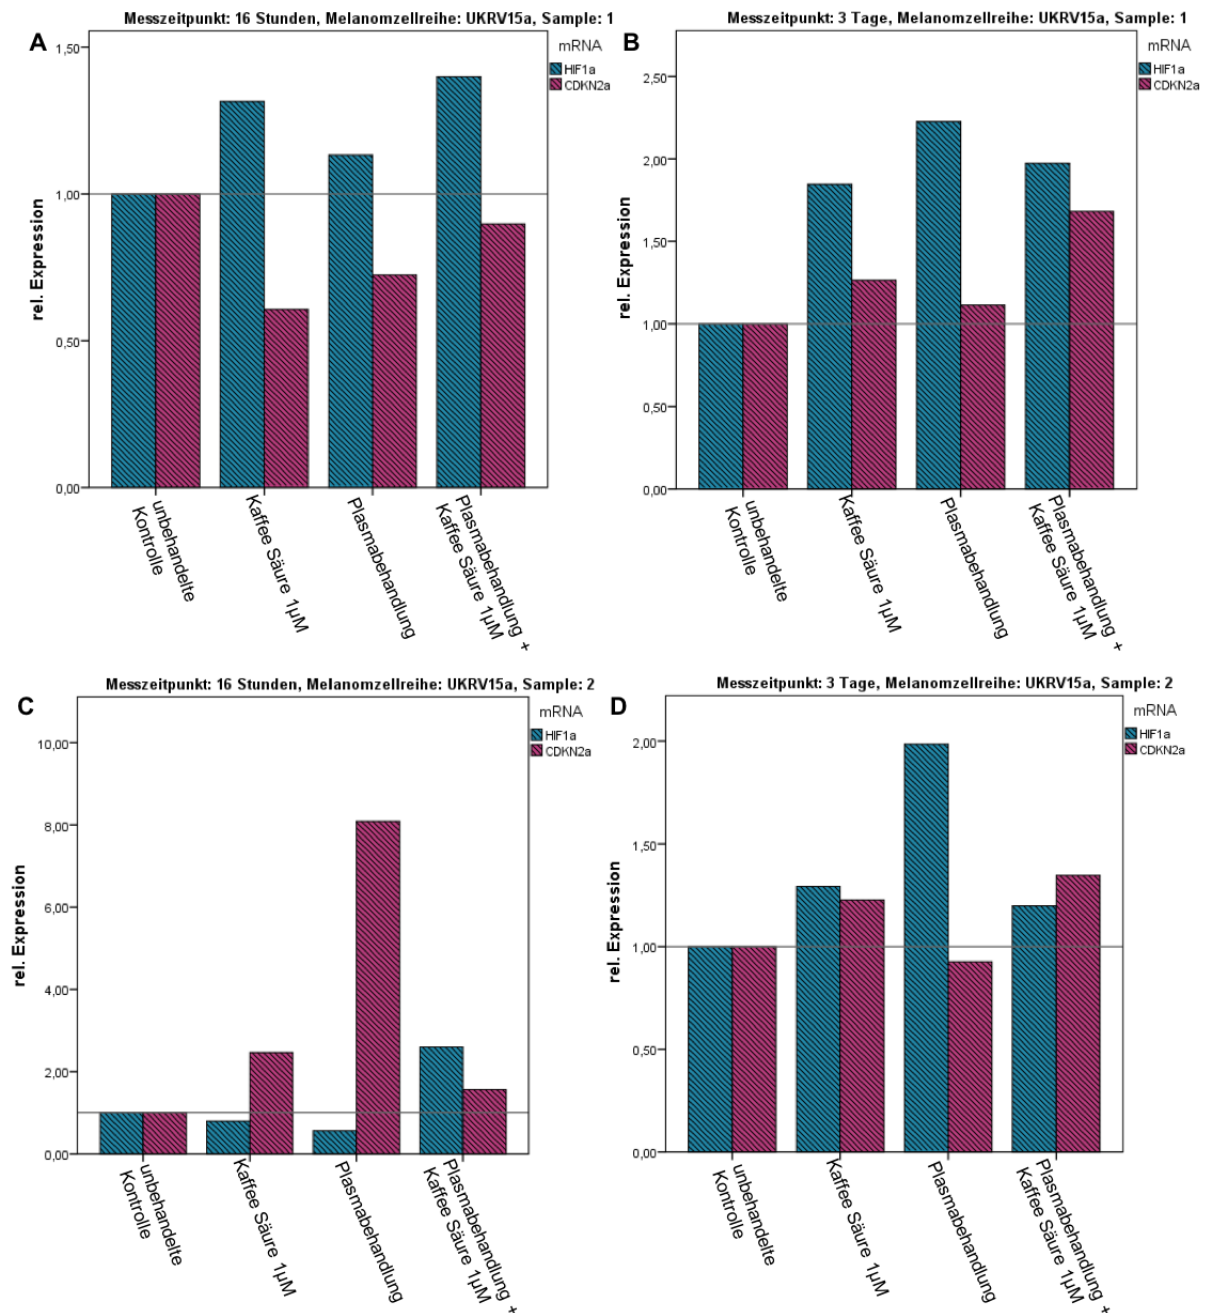 Messzeitpunkt: 16 Stunden, Melanomzellreihe: UKRV15a, Sample: 1
A
mRNA
HIF1a
CDKN2a
1,50
1,00
0,50
0,00
rel. Expression
unbehandelte
Kontrolle
Kaffee Säure 1µM
Plasmabehandlung
Plasmabehandlung +
Kaffee Säure 1µM
Messzeitpunkt: 3 Tage, Melanomzellreihe: UKRV15a, Sample: 1
B
mRNA
HIF1a
CDKN2a
2,50
2,00
1,50
1,00
0,50
0,00
rel. Expression
unbehandelte
Kontrolle
Kaffee Säure 1µM
Plasmabehandlung
Plasmabehandlung +
Kaffee Säure 1µM
Messzeitpunkt: 16 Stunden, Melanomzellreihe: UKRV15a, Sample: 2
C
mRNA
HIF1a
CDKN2a
10,00
8,00
6,00
4,00
2,00
0,00
rel. Expression
unbehandelte
Kontrolle
Kaffee Säure 1µM
Plasmabehandlung
Plasmabehandlung +
Kaffee Säure 1µM
Messzeitpunkt: 3 Tage, Melanomzellreihe: UKRV15a, Sample: 2
D
mRNA
HIF1a
CDKN2a
2,00
1,50
1,00
0,50
0,00
rel. Expression
unbehandelte
Kontrolle
Kaffee Säure 1µM
Plasmabehandlung
Plasmabehandlung +
Kaffee Säure 1µM